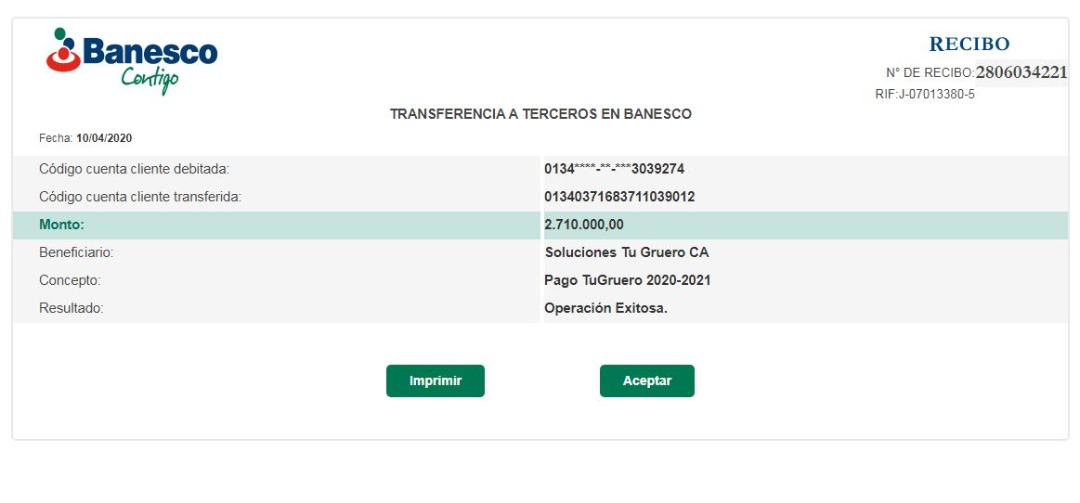 Banesco
Contigo
RECIBO
N° DE RECIBO:2806034221
RIF:J-07013380-5
TRANSFERENCIA A TERCEROS EN BANESCO
Fecha: 10/04/2020
Código cuenta cliente debitada: 0134****-**-***3039274
Código cuenta cliente transferida: 01340371683711039012
Monto: 2.710.000,00
Beneficiario: Soluciones Tu Gruero CA
Concepto: Pago TuGruero 2020-2021
Resultado: Operación Exitosa.
Imprimir Aceptar